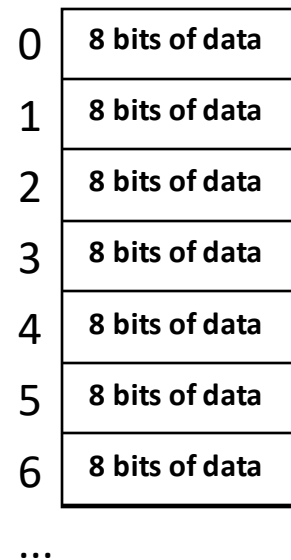 0 8 bits of data
1 8 bits of data
2 8 bits of data
3 8 bits of data
4 8 bits of data
5 8 bits of data
6 8 bits of data
...